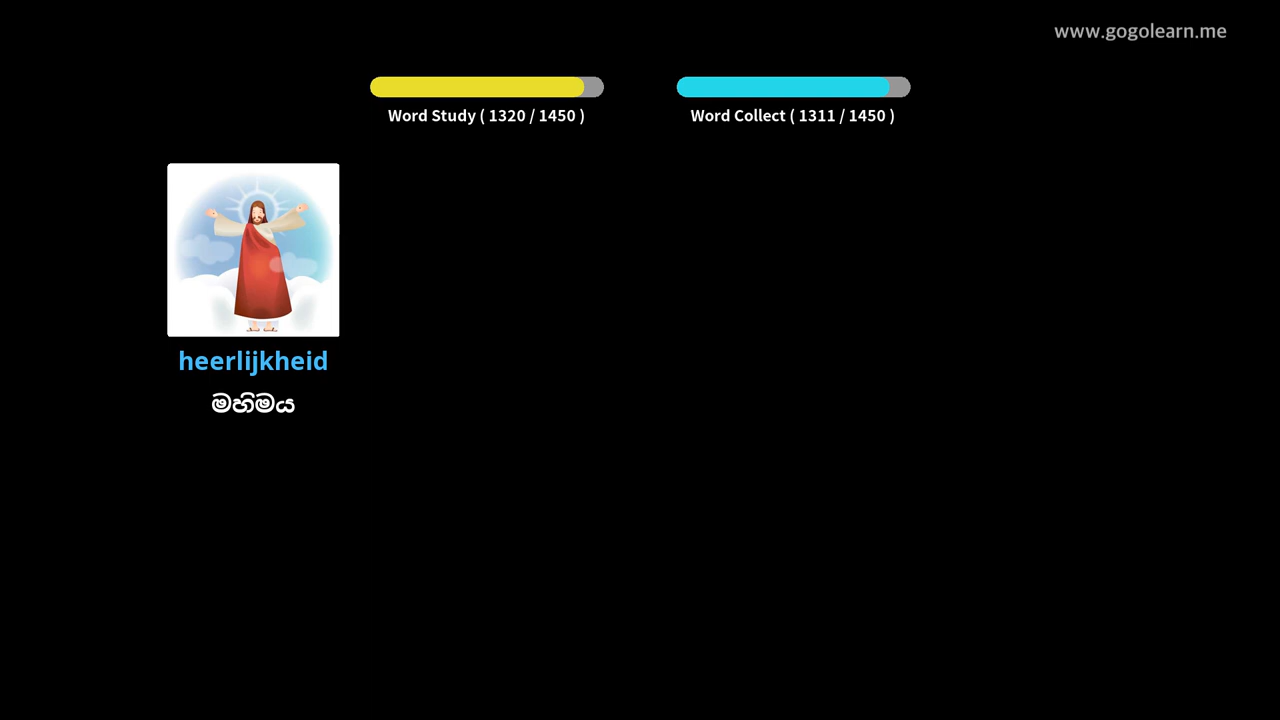 www.gogolearn.me
Word Study ( 1320 / 1450 )
Word Collect ( 1311 / 1450 )
heerlijkheid
මහිමය